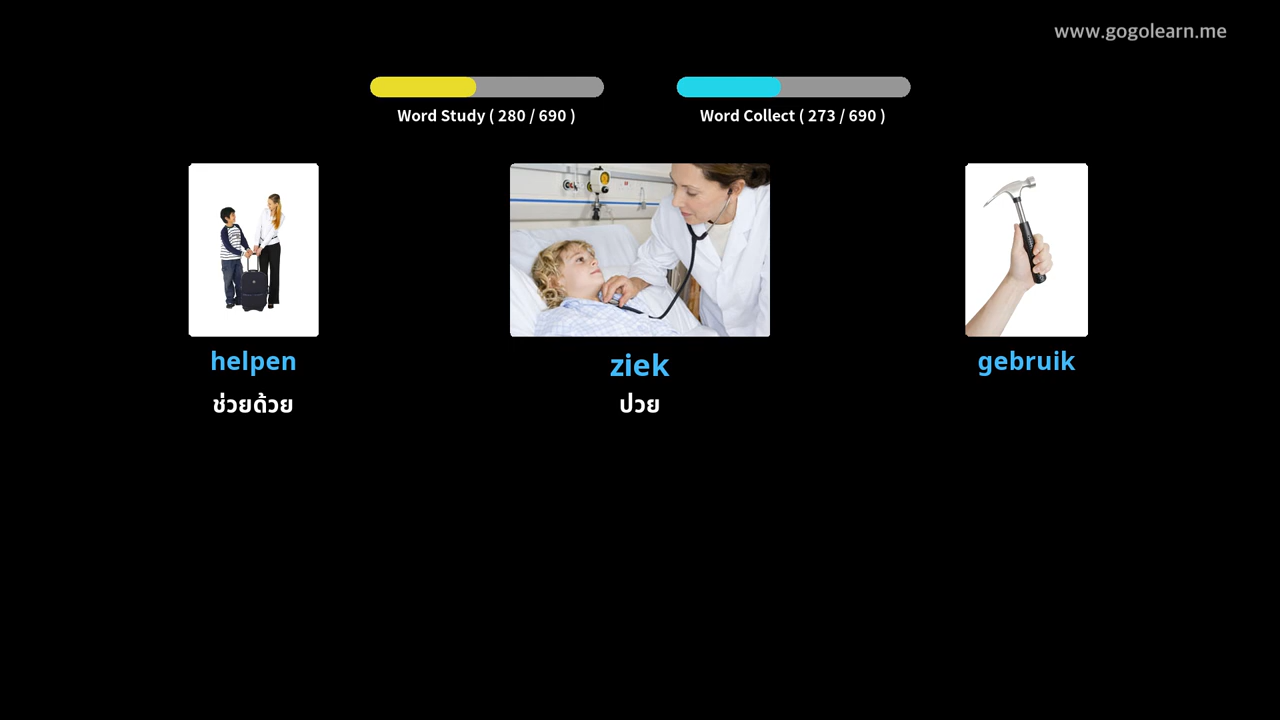 www.gogolearn.me
Word Study ( 280 / 690 )
Word Collect ( 273 / 690 )
helpen
ziek
gebruik
ช่วยด้วย
ป่วย